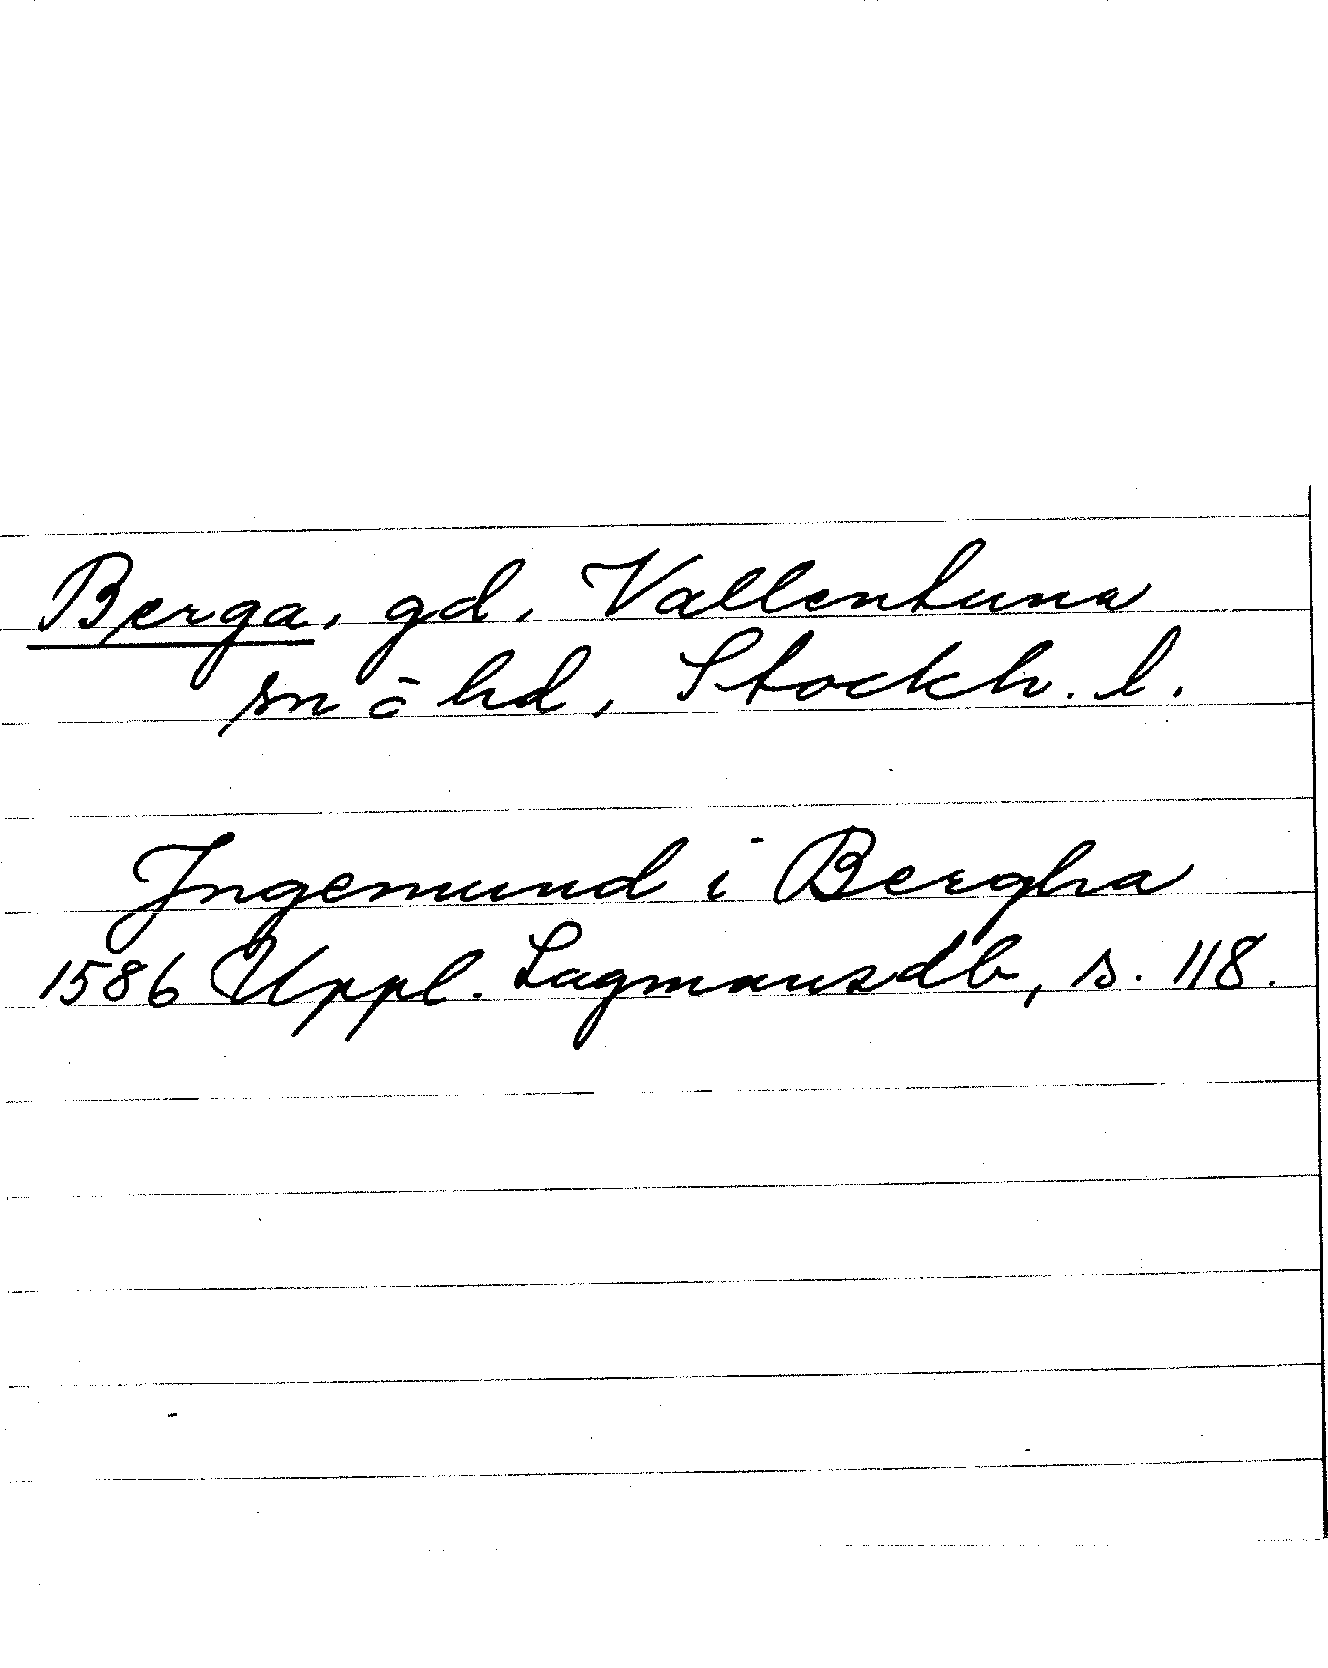 Berga, gd, Vallentuna
sn o hd, Stockh. l.
Ingemund i Bergha
1586 Uppl. Lagmansdb, s. 118.